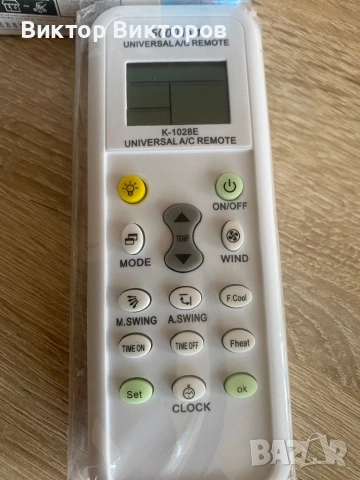 Виктор Викторов
UNIVERSAL A/C REMOTE
K-1028E
UNIVERSAL A/C REMOTE
ON/OFF
TEMP
MODE
WIND
F.Cool
M.SWING
A.SWING
TIME ON
TIME OFF
Fheat
Set
ok
CLOCK
BAZAR